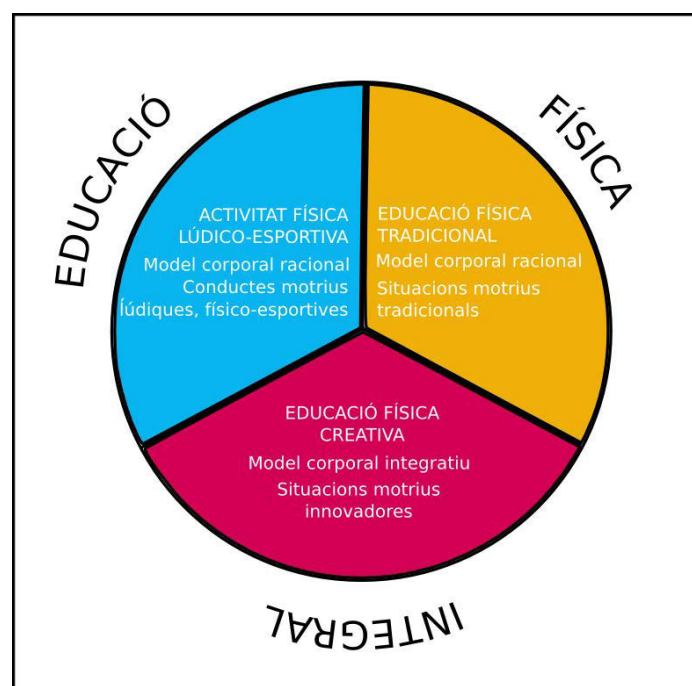 EDUCACIÓ
FÍSICA
ACTIVITAT FÍSICA
LÚDICO-ESPORTIVA
Model corporal racional
Conductes motrius
lúdiques, físico-esportives
EDUCACIÓ FÍSICA
TRADICIONAL
Model corporal racional
Situacions motrius
tradicionals
EDUCACIÓ FÍSICA
CREATIVA
Model corporal integratiu
Situacions motrius
innovadores
INTEGRAL